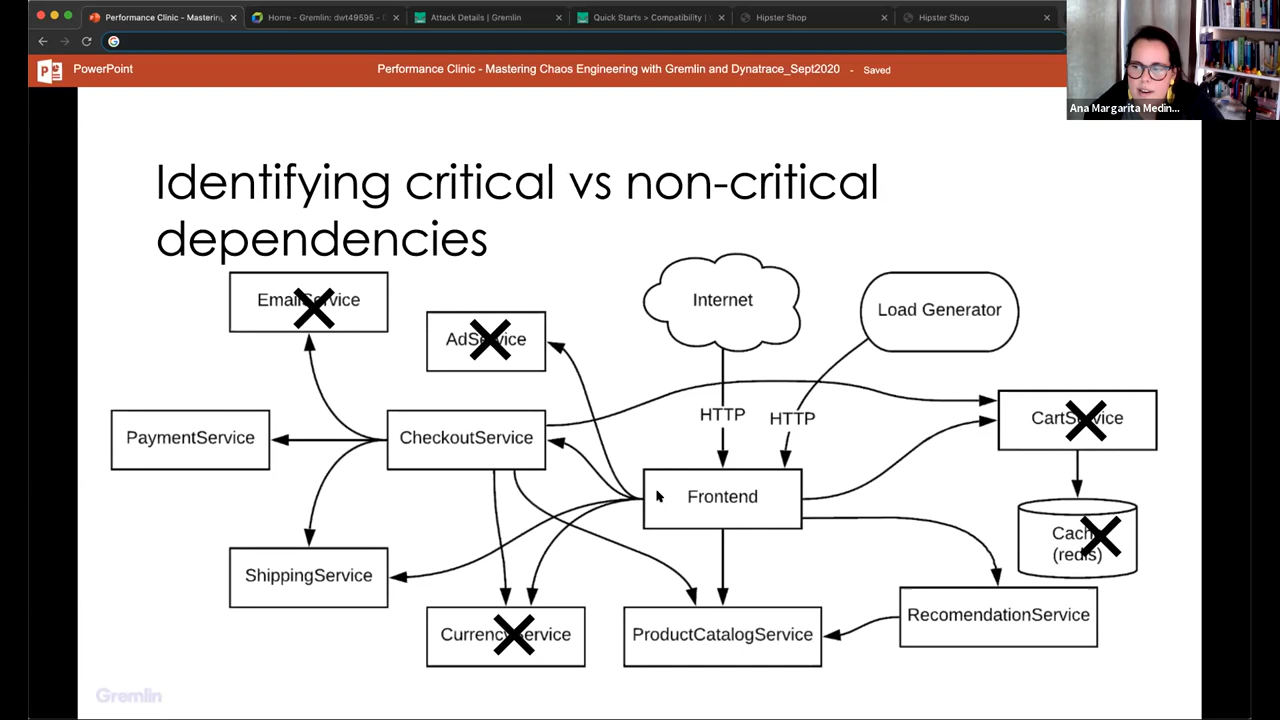 Performance Clinic - Mastering
Home - Gremlin: dwt49595 - D
Attack Details | Gremlin
Quick Starts > Compatibility |
Hipster Shop
Hipster Shop
PowerPoint
Performance Clinic - Mastering Chaos Engineering with Gremlin and Dynatrace_Sept2020 - Saved
Ana Margarita Medin...
Identifying critical vs non-critical
dependencies
EmailService
AdService
Internet
Load Generator
HTTP
HTTP
CartService
PaymentService
CheckoutService
Frontend
Cache
(redis)
ShippingService
CurrencyService
ProductCatalogService
RecomendationService
Gremlin